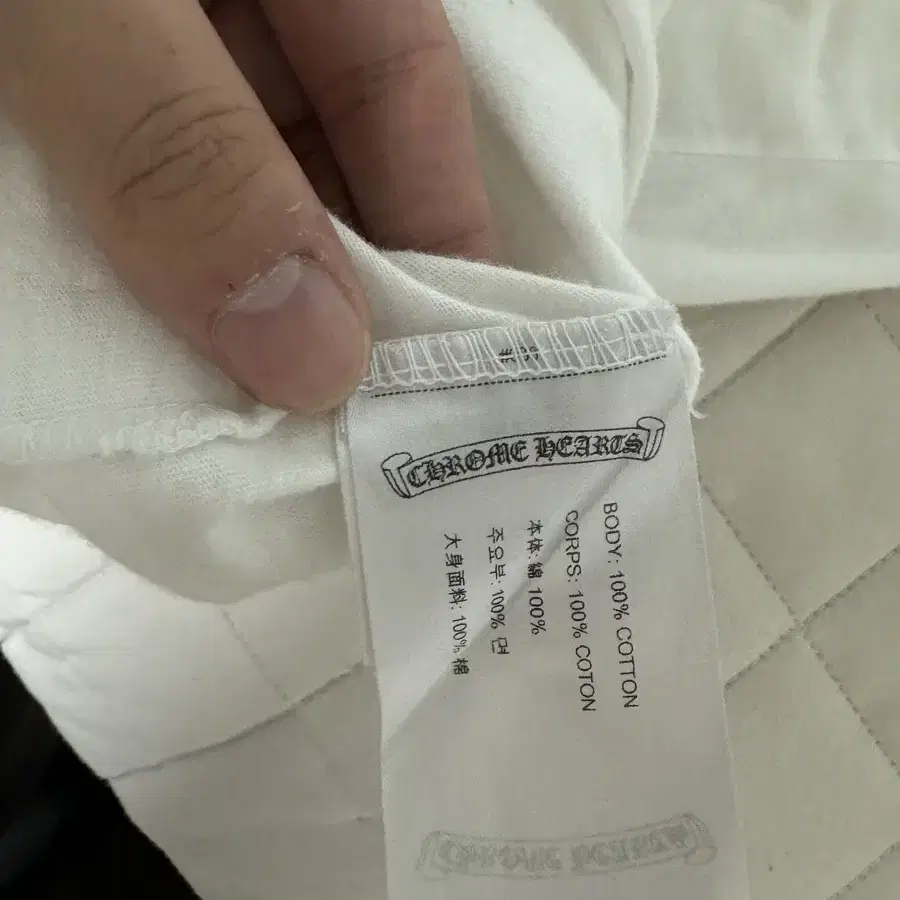 CHROME HEARTS
BODY: 100% COTTON
CORPS: 100% COTON
本体: 綿 100%
주요부: 100% 면
大身面料: 100% 棉